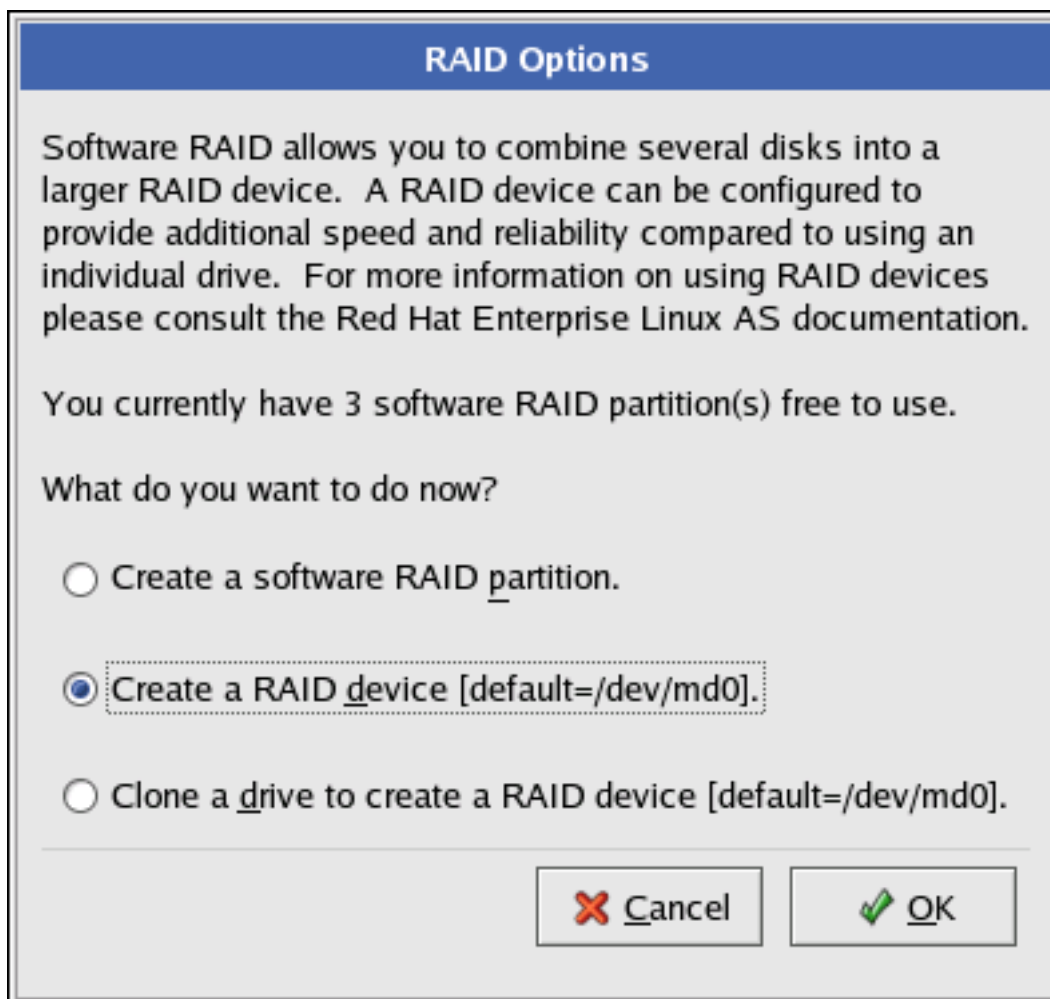 RAID Options
Software RAID allows you to combine several disks into a
larger RAID device.  A RAID device can be configured to
provide additional speed and reliability compared to using an
individual drive.  For more information on using RAID devices
please consult the Red Hat Enterprise Linux AS documentation.
You currently have 3 software RAID partition(s) free to use.
What do you want to do now?
Create a software RAID partition.
Create a RAID device [default=/dev/md0].
Clone a drive to create a RAID device [default=/dev/md0].
Cancel
OK